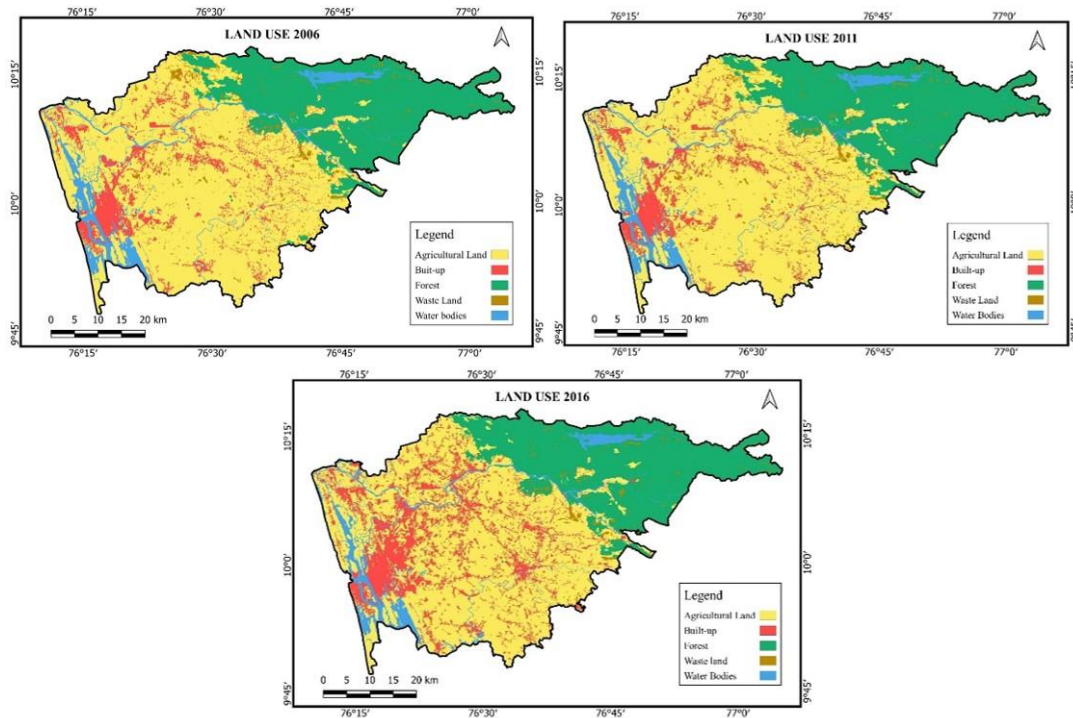 76°15' 76°30' 76°45' 77°0'
LAND USE 2006
10°15'
10°0'
9°45'
Legend
Agricultural Land
Buit-up
Forest
Waste Land
Water bodies
0 5 10 15 20 km
76°15' 76°30' 76°45' 77°0'
76°15' 76°30' 76°45' 77°0'
LAND USE 2011
10°15'
10°0'
9°45'
Legend
Agricultural Land
Built-up
Forest
Waste Land
Water Bodies
0 5 10 15 20 km
76°15' 76°30' 76°45' 77°0'
76°15' 76°30' 76°45' 77°0'
LAND USE 2016
10°15' 10°15'
10°0' 10°0'
9°45' 9°45'
Legend
Agricultural Land
Built-up
Forest
Waste land
Water Bodies
0 5 10 15 20 km
76°15' 76°30' 76°45' 77°0'